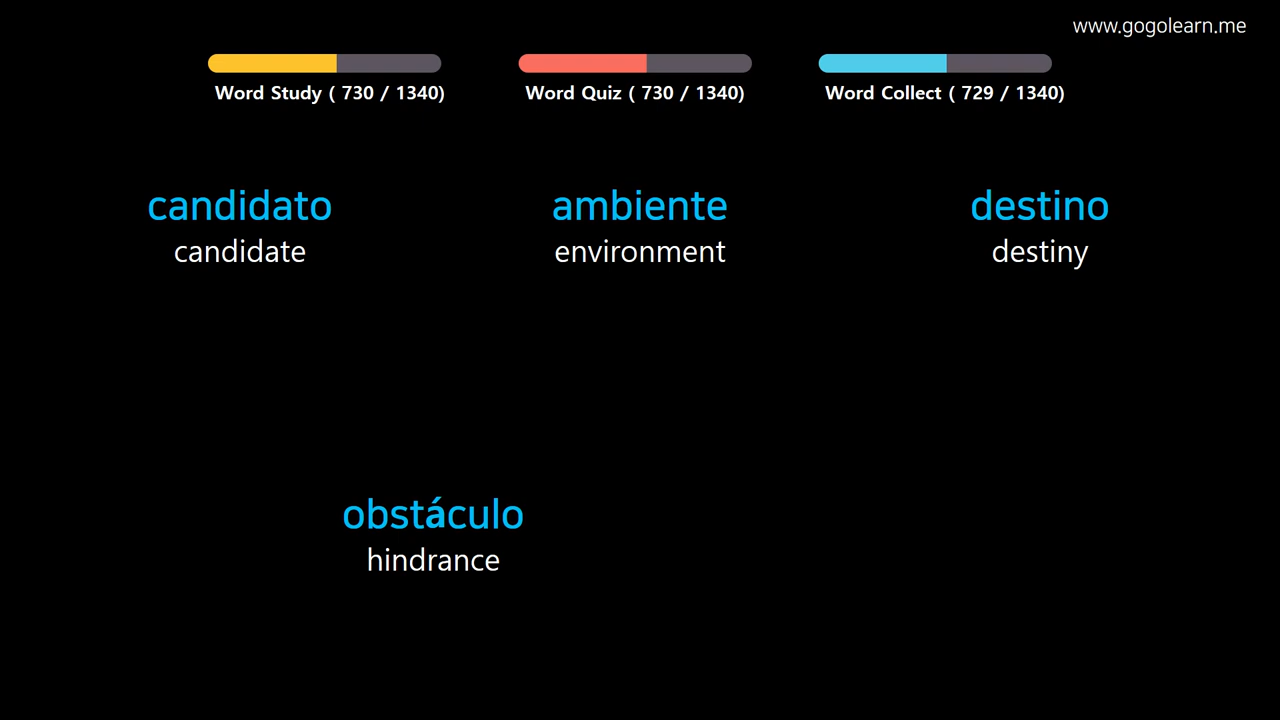 www.gogolearn.me
Word Study ( 730 / 1340)
Word Quiz ( 730 / 1340)
Word Collect ( 729 / 1340)
candidato
candidate
ambiente
environment
destino
destiny
obstáculo
hindrance